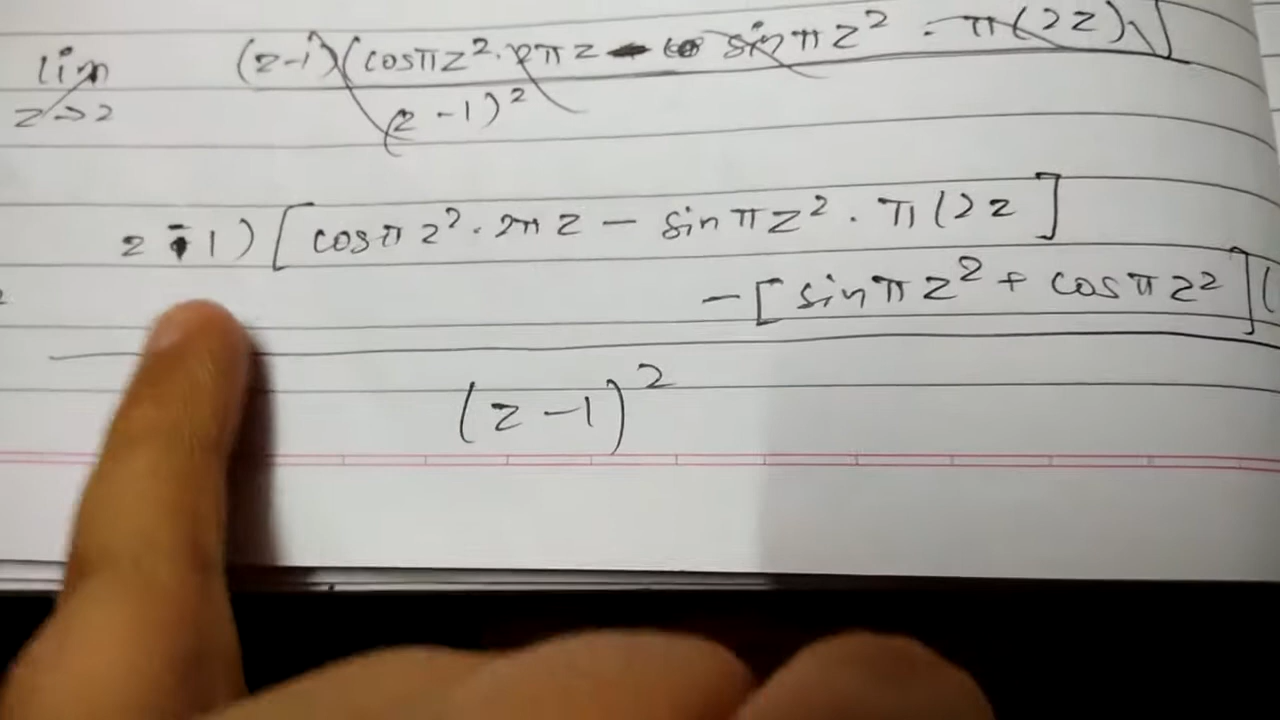 lim (z-1)(cosπz².2πz - sinπz² = π(2z)]
z→2 (z-1)²
z-1)[cosπz².2πz - sinπz².π(2z]
-[sinπz²+cosπz²](
(z-1)²